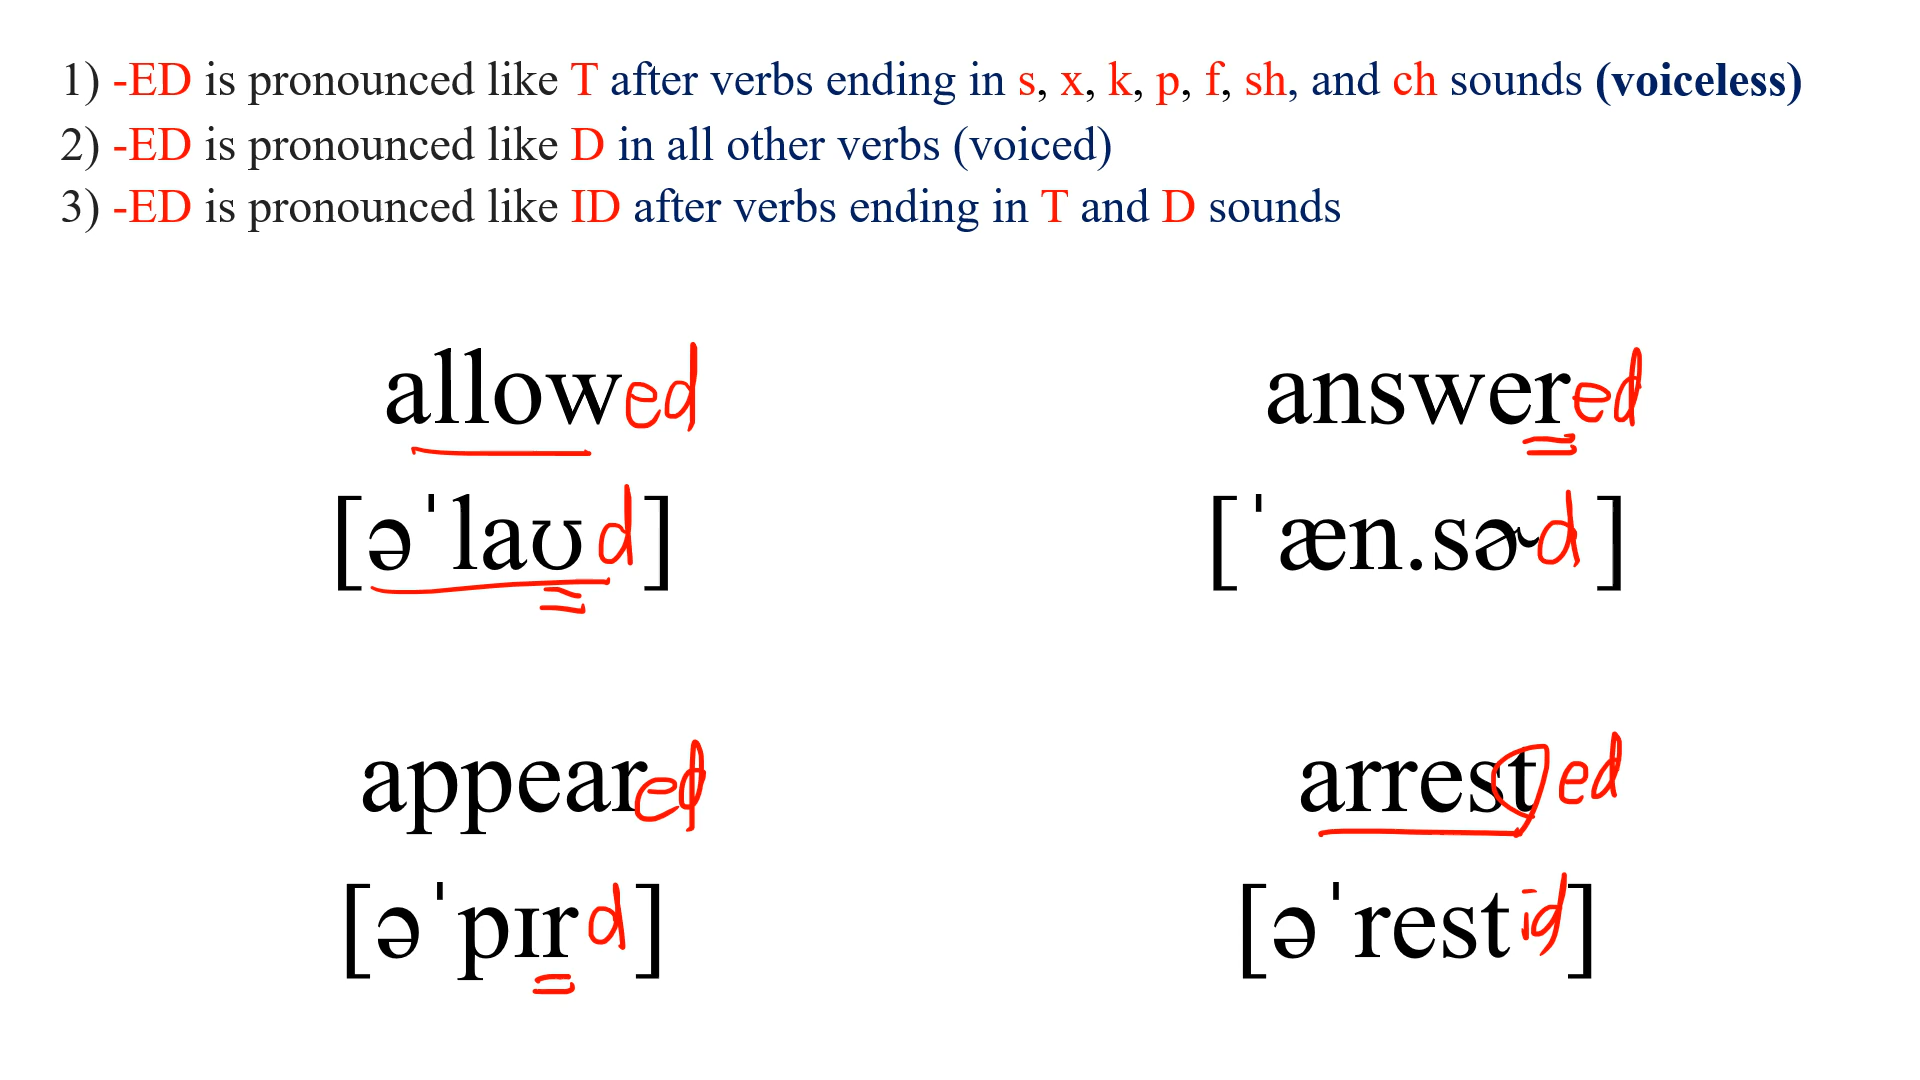 1) -ED is pronounced like T after verbs ending in s, x, k, p, f, sh, and ch sounds (voiceless)
2) -ED is pronounced like D in all other verbs (voiced)
3) -ED is pronounced like ID after verbs ending in T and D sounds
allowed
answered
[əˈlaʊd]
[ˈæn.sɚd]
appeared
arrested
[əˈpɪrd]
[əˈrestid]